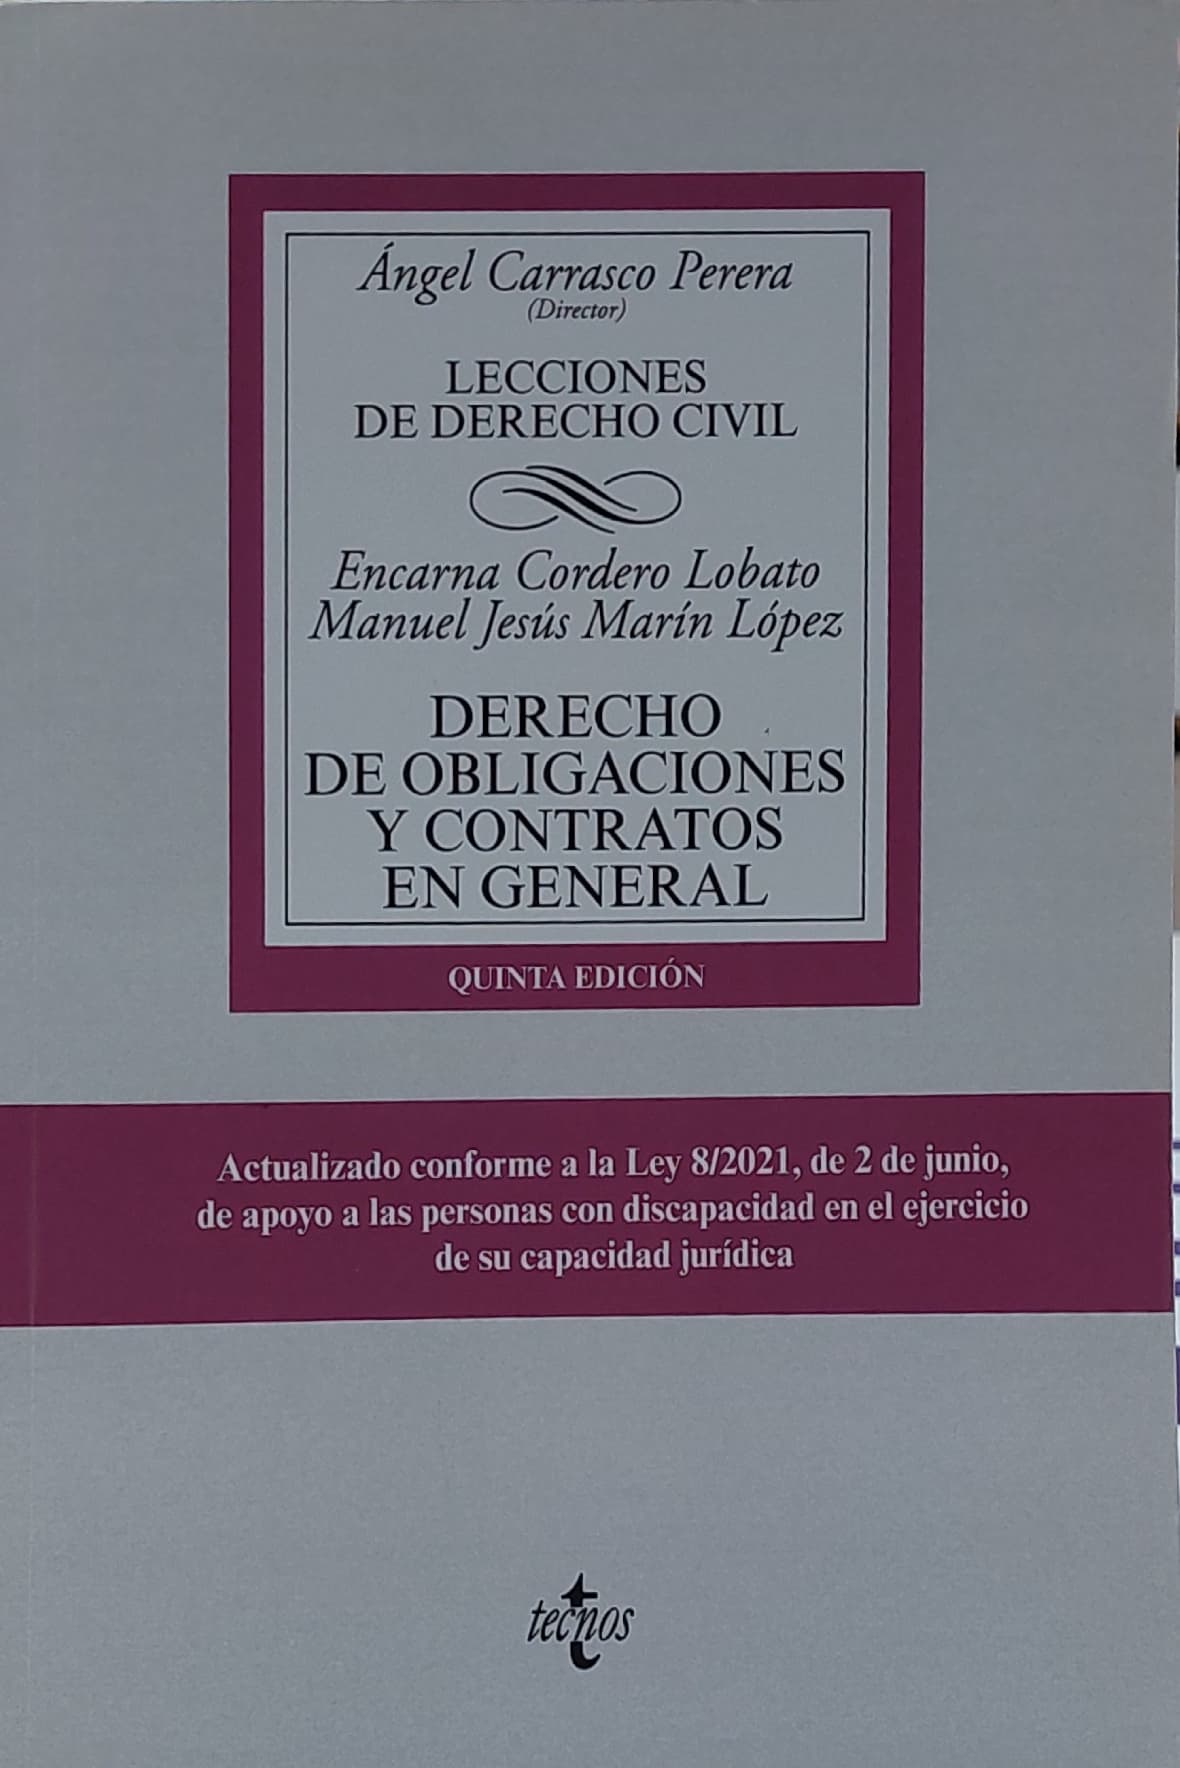 Ángel Carrasco Perera
(Director)
LECCIONES
DE DERECHO CIVIL
Encarna Cordero Lobato
Manuel Jesús Marín López
DERECHO
DE OBLIGACIONES
Y CONTRATOS
EN GENERAL
QUINTA EDICIÓN
Actualizado conforme a la Ley 8/2021, de 2 de junio,
de apoyo a las personas con discapacidad en el ejercicio
de su capacidad jurídica
tecnos